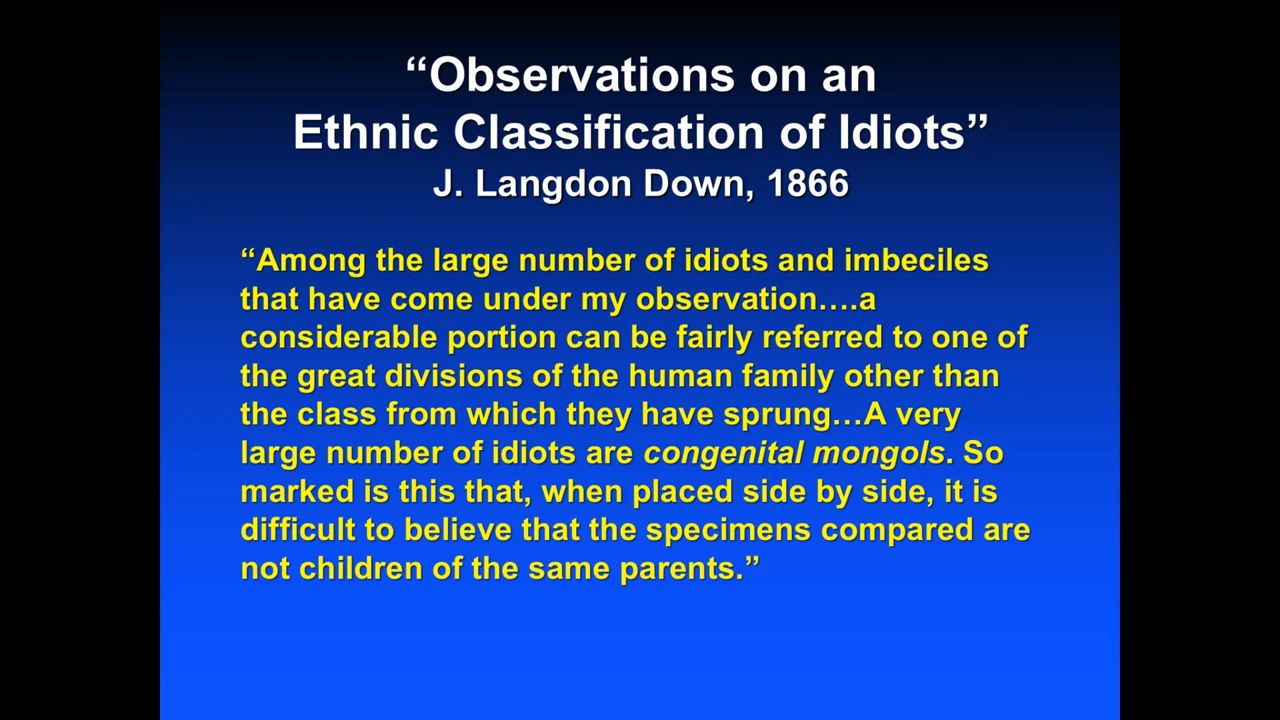 “Observations on an
Ethnic Classification of Idiots”
J. Langdon Down, 1866
“Among the large number of idiots and imbeciles
that have come under my observation….a
considerable portion can be fairly referred to one of
the great divisions of the human family other than
the class from which they have sprung…A very
large number of idiots are congenital mongols. So
marked is this that, when placed side by side, it is
difficult to believe that the specimens compared are
not children of the same parents.”